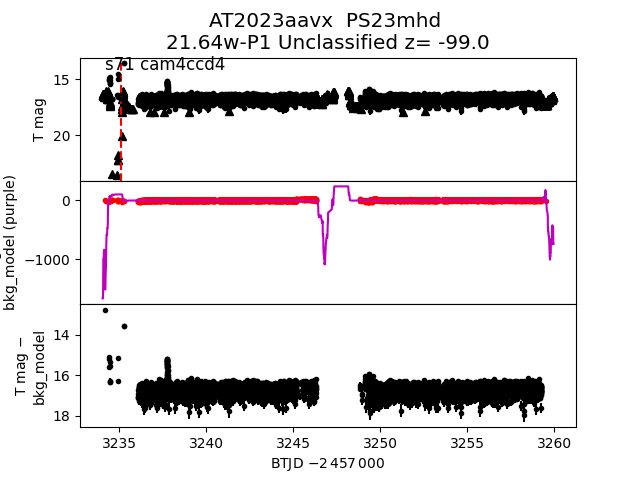 AT2023aavx PS23mhd
21.64w-P1 Unclassified z= -99.0
s71 cam4ccd4
15
20
T mag
0
−1000
bkg_model (purple)
14
16
18
T mag −
bkg_model
3235 3240 3245 3250 3255 3260
BTJD −2 457 000